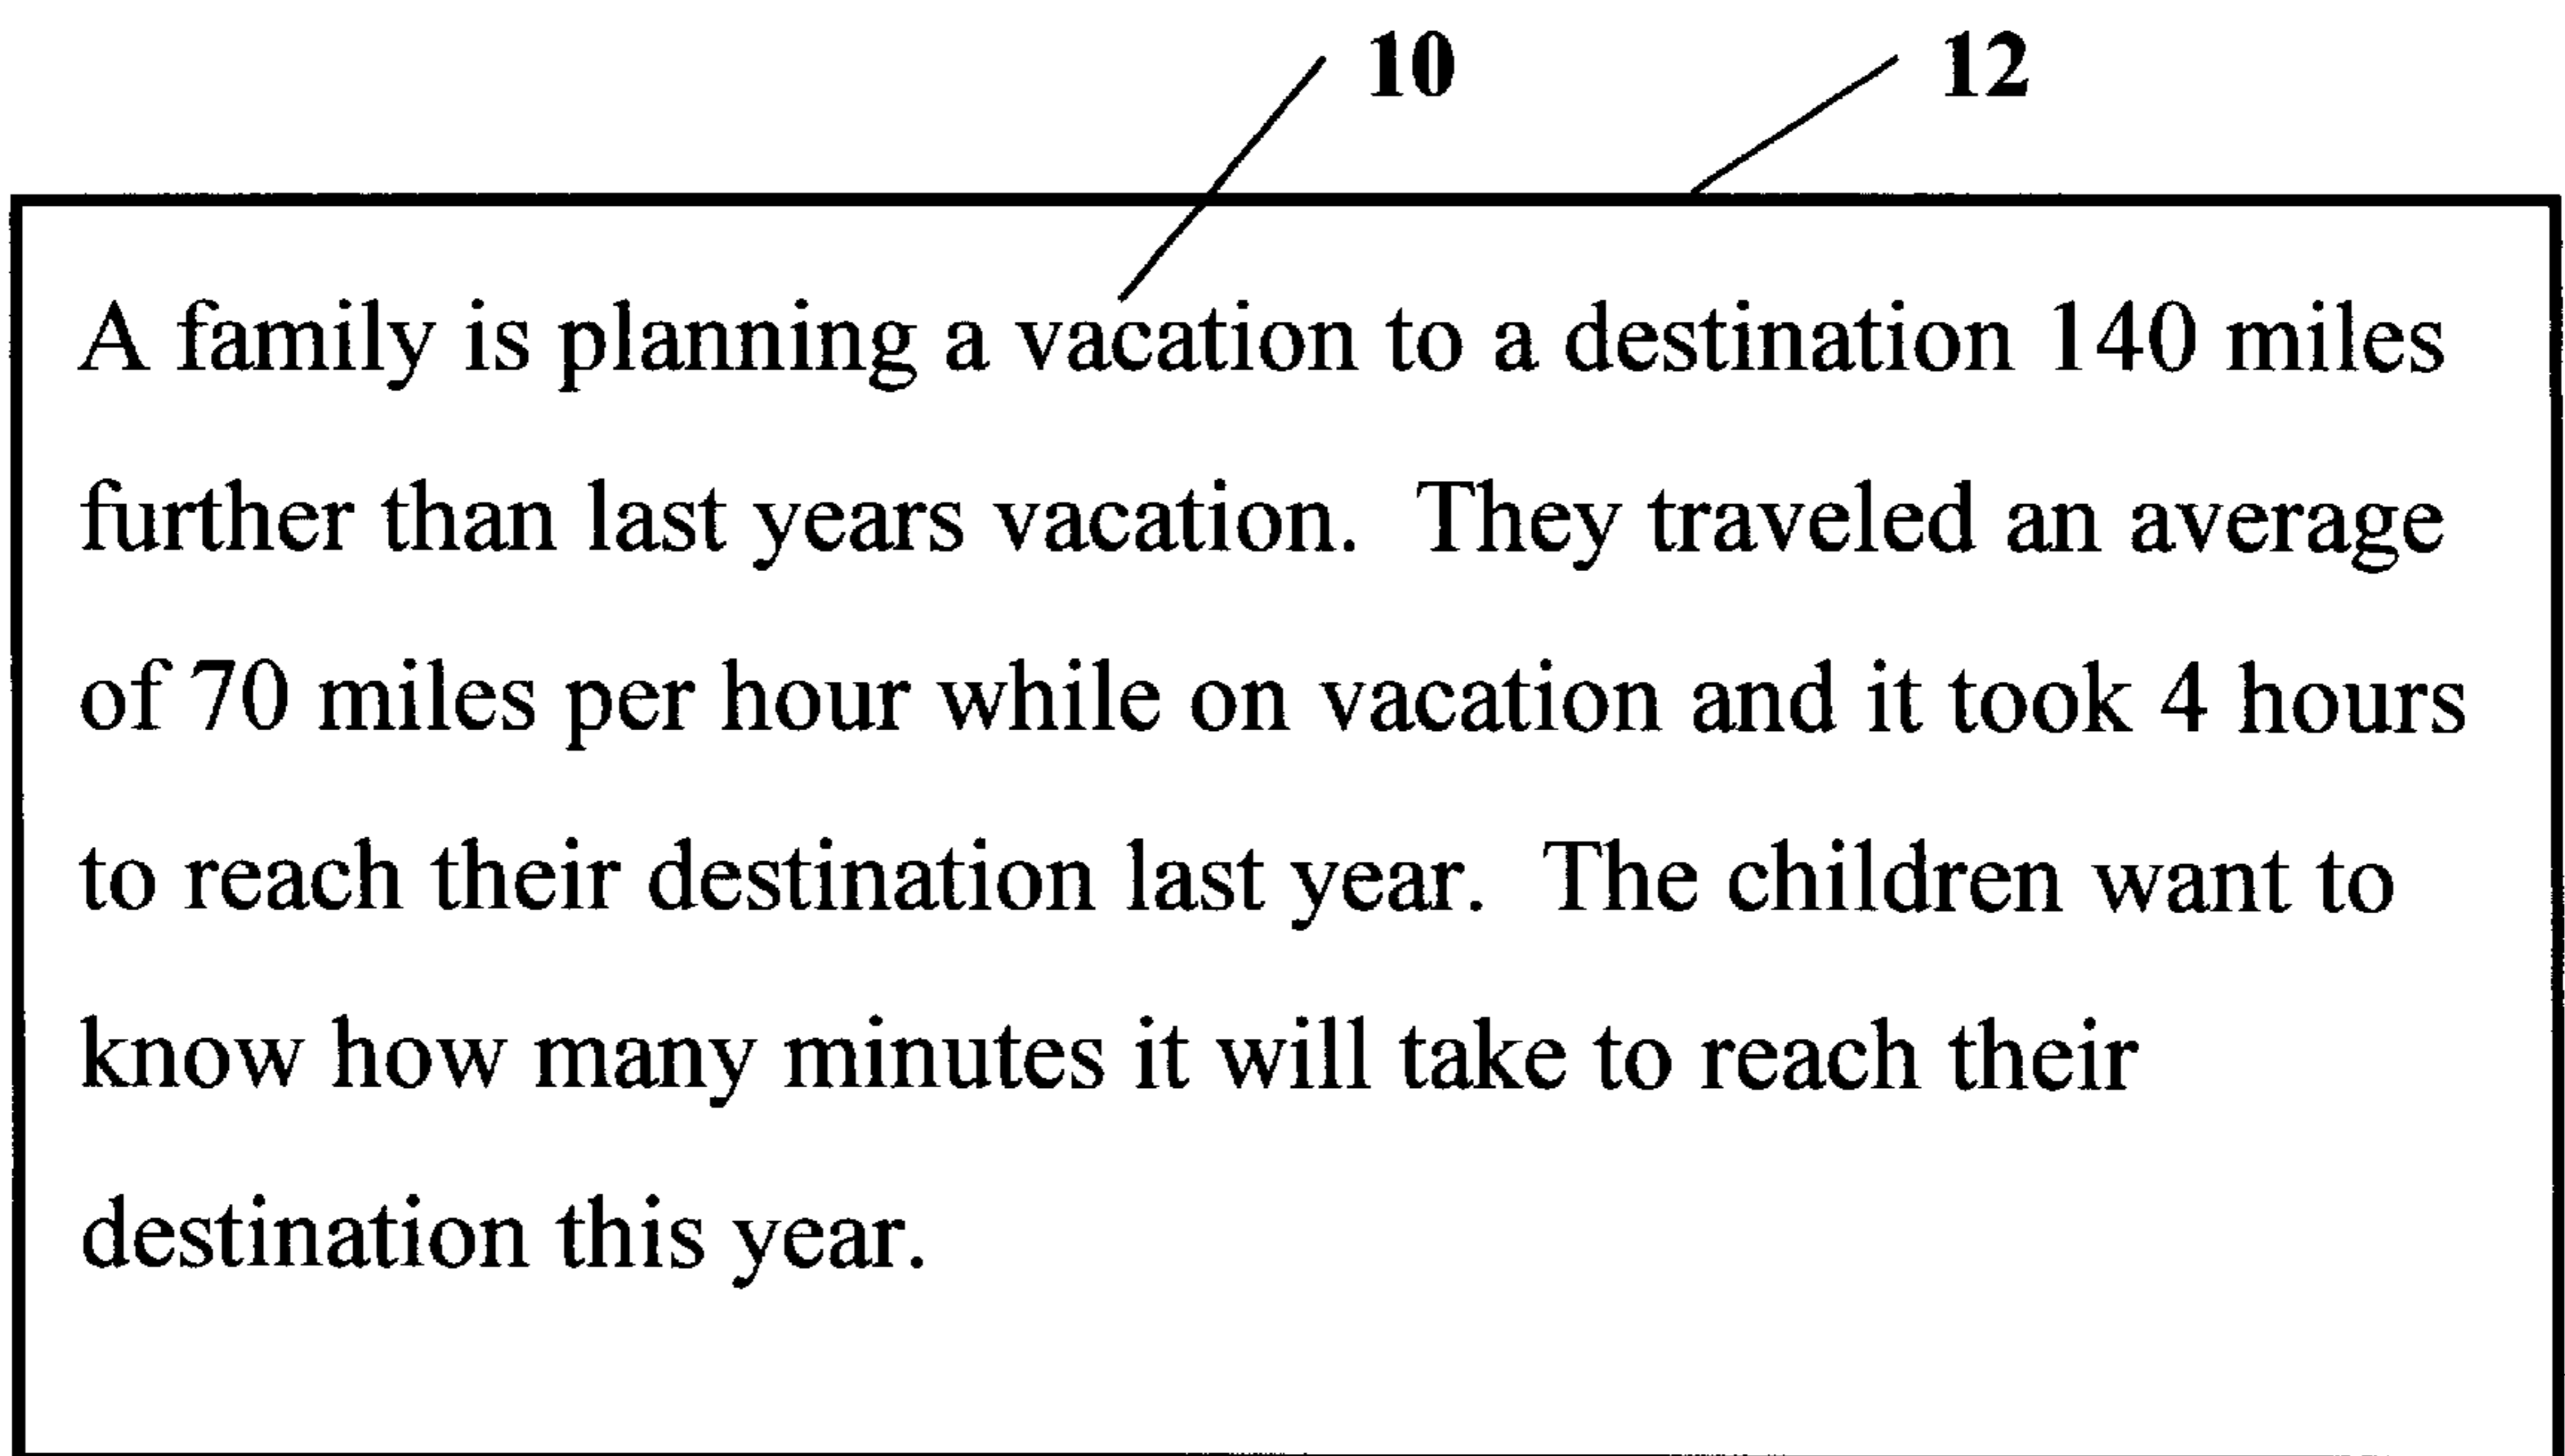 10 12
A family is planning a vacation to a destination 140 miles
further than last years vacation. They traveled an average
of 70 miles per hour while on vacation and it took 4 hours
to reach their destination last year. The children want to
know how many minutes it will take to reach their
destination this year.